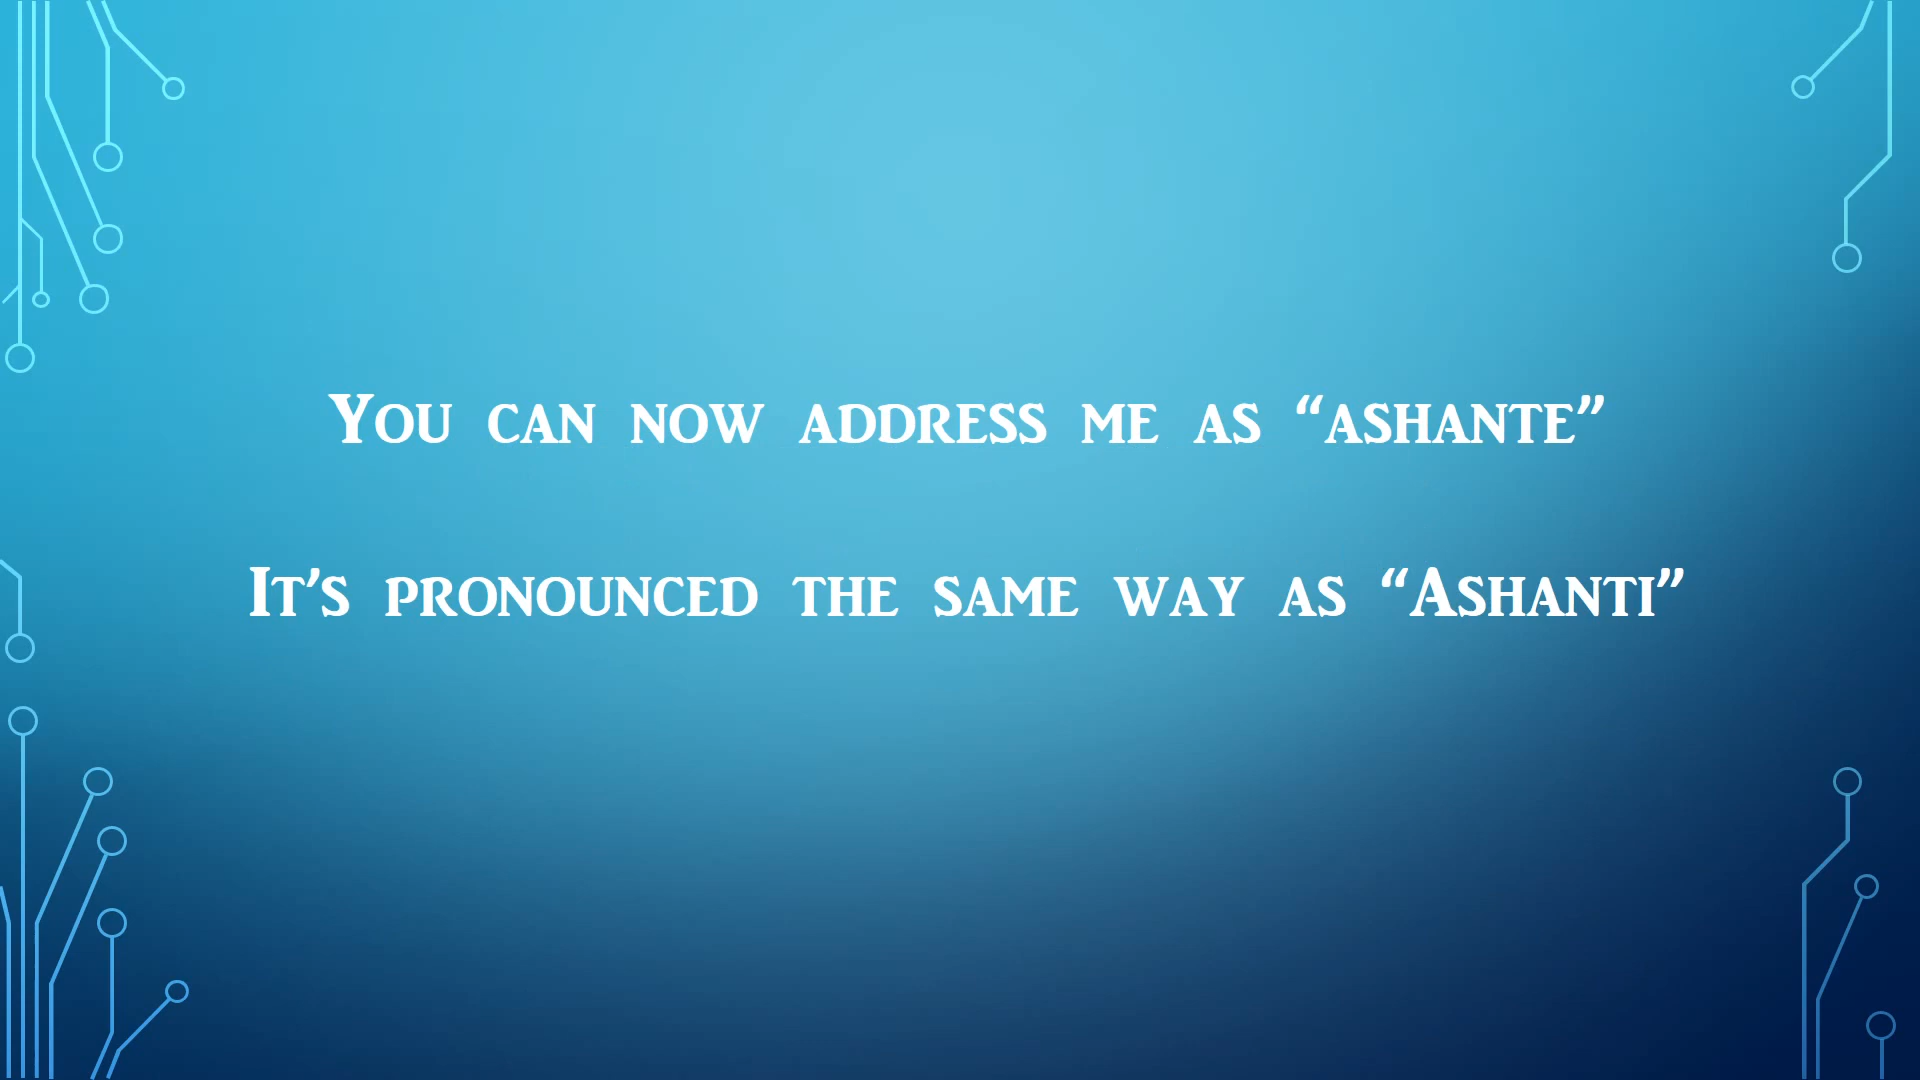 You can now address me as “ashante”
It’s pronounced the same way as “Ashanti”